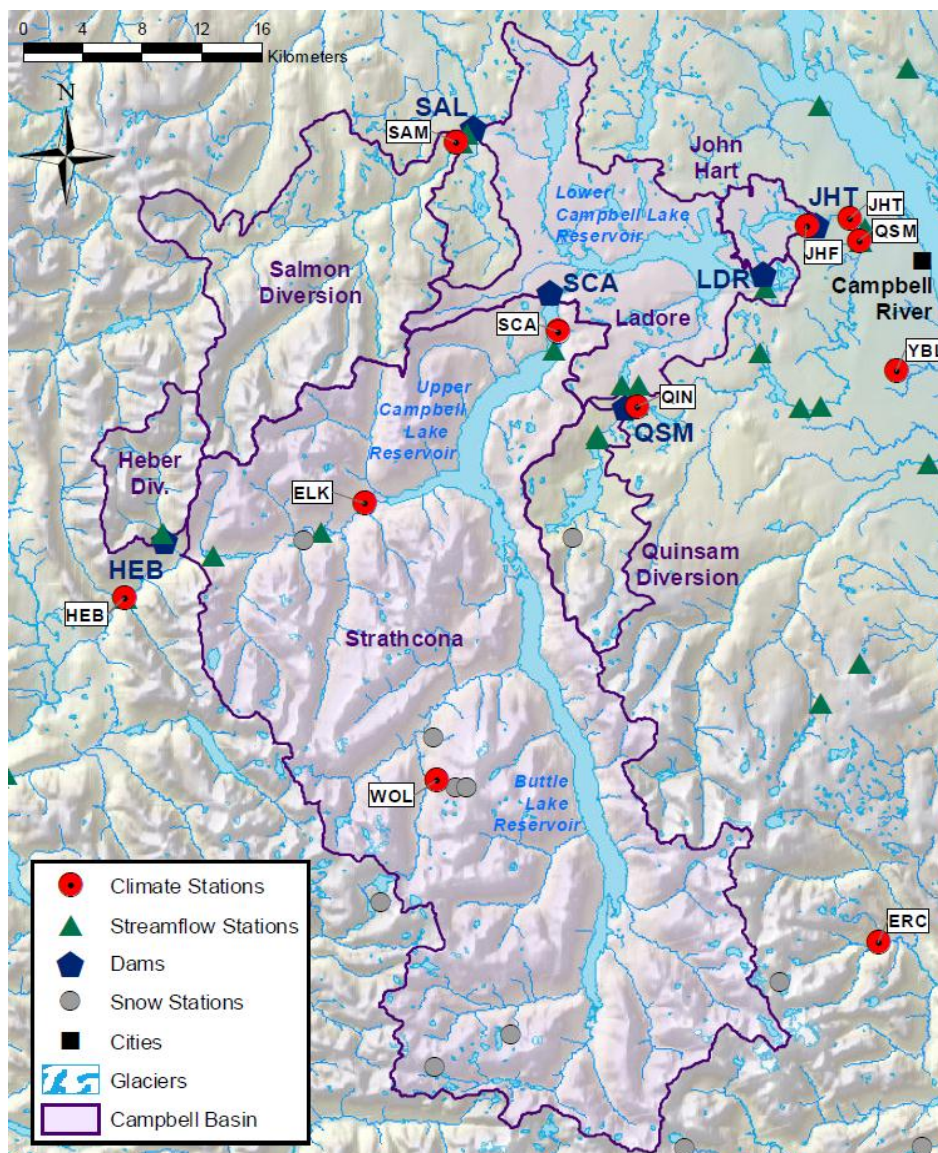 0 4 8 12 16
Kilometers
N
SAL
SAM
John
Hart
Lower
Campbell Lake
Reservoir
JHT
JHT
QSM
JHF
Salmon
Diversion
SCA
LDR
Campbell
River
SCA
Ladore
YBL
Upper
Campbell
Lake
Reservoir
QIN
QSM
Heber
Div.
ELK
HEB
Quinsam
Diversion
HEB
Strathcona
WOL
Buttle
Lake
Reservoir
ERC
Climate Stations
Streamflow Stations
Dams
Snow Stations
Cities
Glaciers
Campbell Basin